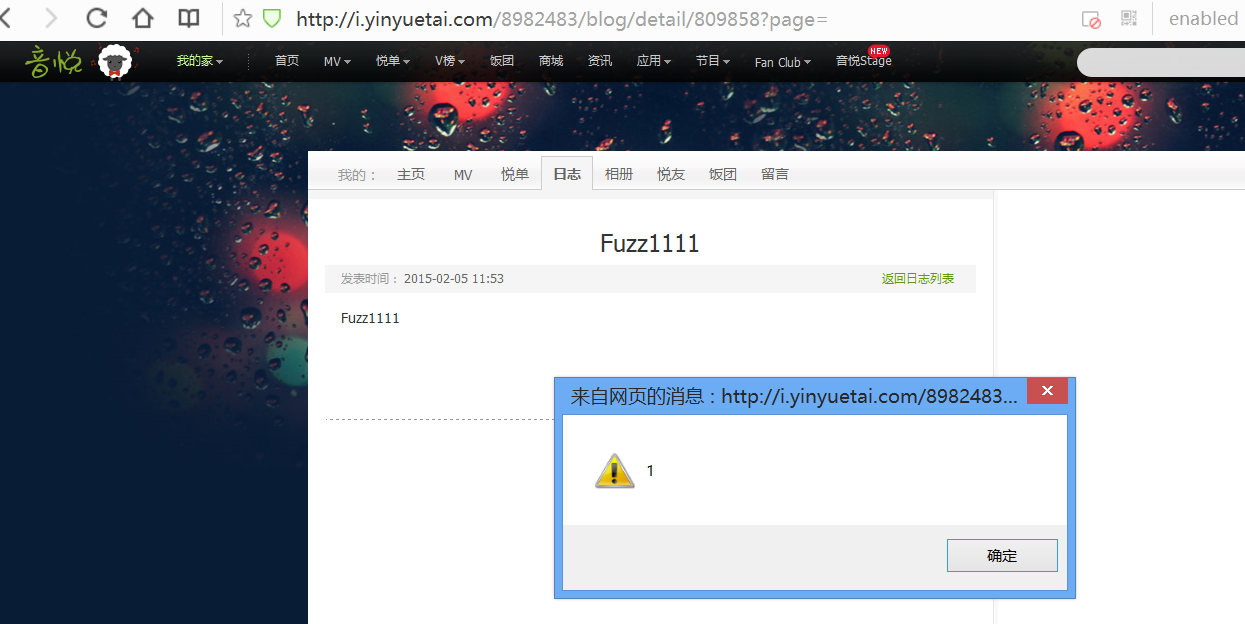 http://i.yinyuetai.com/8982483/blog/detail/809858?page=
enabled
音悦 我的家 首页 MV 悦单 V榜 饭团 商城 资讯 应用 节目 Fan Club 音悦Stage NEW
我的： 主页 MV 悦单 日志 相册 悦友 饭团 留言
Fuzz1111
发表时间： 2015-02-05 11:53 返回日志列表
Fuzz1111
来自网页的消息 : http://i.yinyuetai.com/8982483...
1
确定